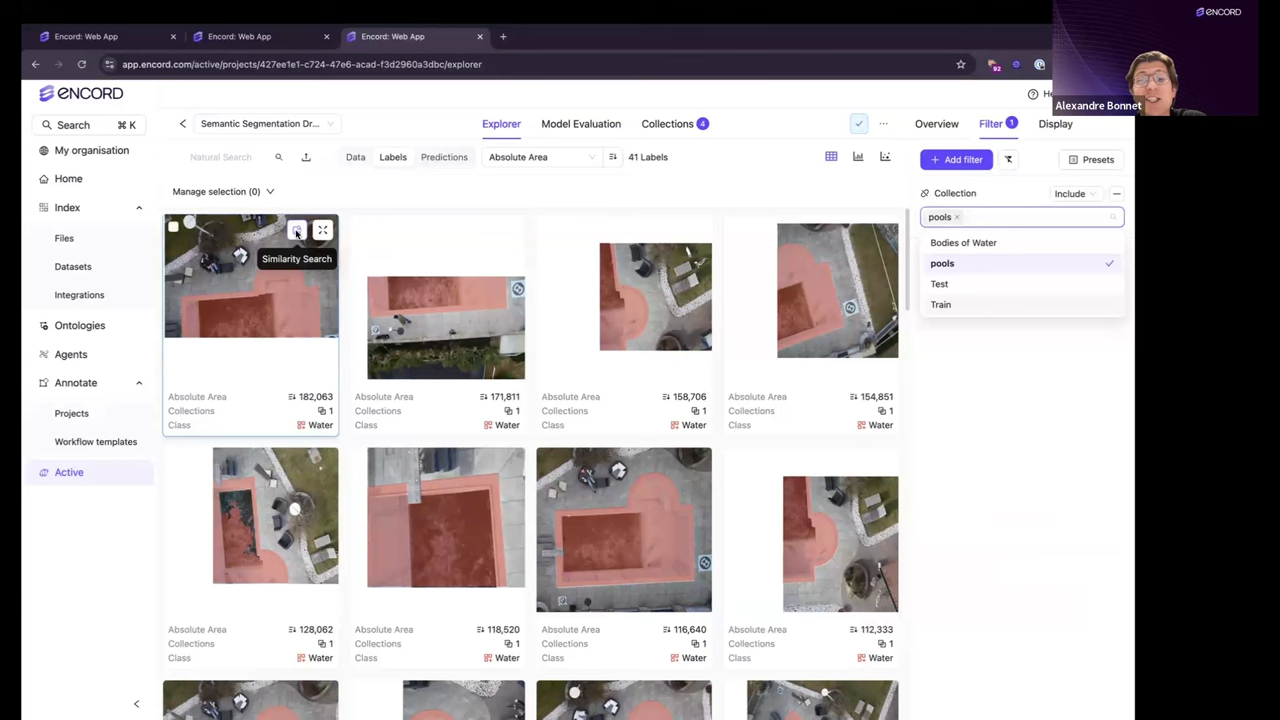 ENCORD
Encord: Web App
Encord: Web App
Encord: Web App
app.encord.com/active/projects/427ee1e1-c724-47e6-acad-f3d2960a3dbc/explorer
92
Alexandre Bonnet
ENCORD
Search ⌘ K
My organisation
Home
Index
Files
Datasets
Integrations
Ontologies
Agents
Annotate
Projects
Workflow templates
Active
Semantic Segmentation Dr...
Explorer
Model Evaluation
Collections 4
Overview
Filter 1
Display
Natural Search
Data
Labels
Predictions
Absolute Area
41 Labels
+ Add filter
Presets
Manage selection (0)
Collection
Include
pools
Bodies of Water
pools
Test
Train
Similarity Search
Absolute Area 182,063
Collections 1
Class Water
Absolute Area 171,811
Collections 1
Class Water
Absolute Area 158,706
Collections 1
Class Water
Absolute Area 154,851
Collections 1
Class Water
Absolute Area 128,062
Collections 1
Class Water
Absolute Area 118,520
Collections 1
Class Water
Absolute Area 116,640
Collections 1
Class Water
Absolute Area 112,333
Collections 1
Class Water